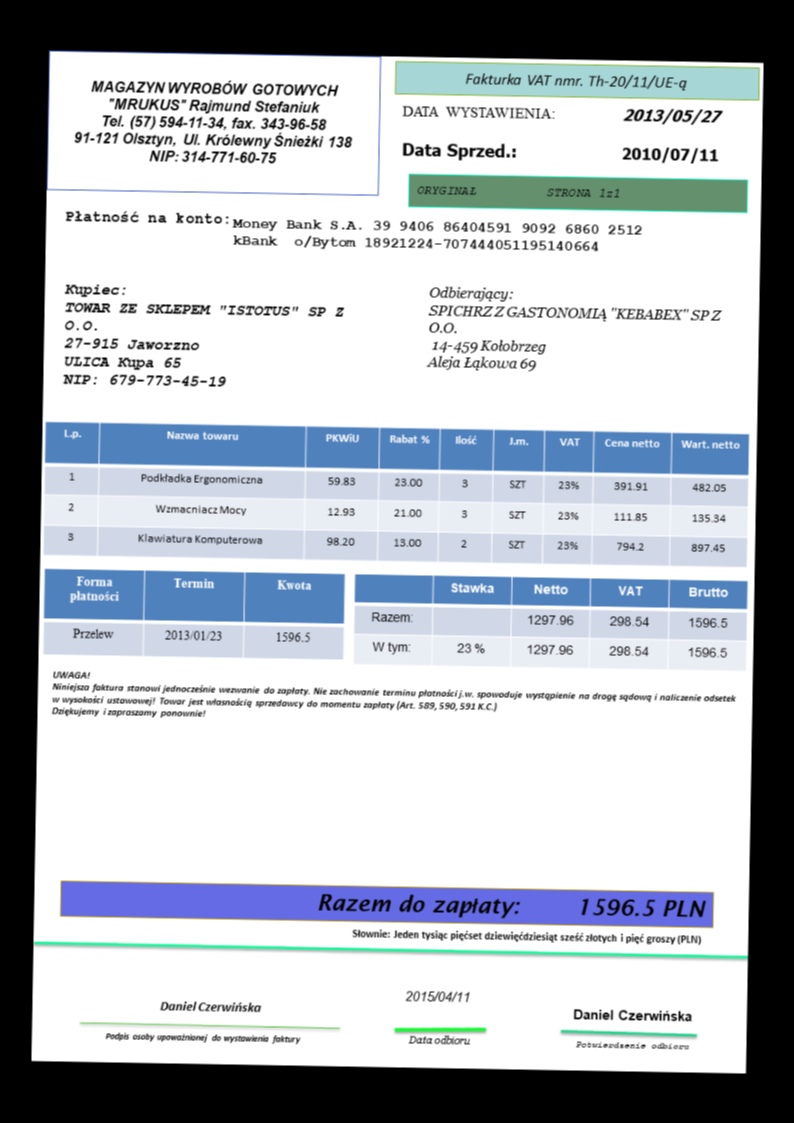 MAGAZYN WYROBÓW GOTOWYCH
"MRUKUS" Rajmund Stefaniuk
Tel. (57) 594-11-34, fax. 343-96-58
91-121 Olsztyn, Ul. Królewny Śnieżki 138
NIP: 314-771-60-75
Fakturka VAT nmr. Th-20/11/UE-q
DATA WYSTAWIENIA: 2013/05/27
Data Sprzed.: 2010/07/11
ORYGINAŁ STRONA 1z1
Płatność na konto: Money Bank S.A. 39 9406 86404591 9092 6860 2512
kBank o/Bytom 18921224-707444051195140664
Kupiec:
TOWAR ZE SKLEPEM "ISTOTUS" SP Z
O.O.
27-915 Jaworzno
ULICA Kupa 65
NIP: 679-773-45-19
Odbierający:
SPICHRZ Z GASTONOMIĄ "KEBABEX" SP Z
O.O.
14-459 Kołobrzeg
Aleja Łąkowa 69
L.p. Nazwa towaru PKWiU Rabat % Ilość J.m. VAT Cena netto Wart. netto
1 Podkładka Ergonomiczna 59.83 23.00 3 SZT 23% 391.91 482.05
2 Wzmacniacz Mocy 12.93 21.00 3 SZT 23% 111.85 135.34
3 Klawiatura Komputerowa 98.20 13.00 2 SZT 23% 794.2 897.45
Forma płatności Termin Kwota
Przelew 2013/01/23 1596.5
Stawka Netto VAT Brutto
Razem: 1297.96 298.54 1596.5
W tym: 23 % 1297.96 298.54 1596.5
UWAGA!
Niniejsza faktura stanowi jednocześnie wezwanie do zapłaty. Nie zachowanie terminu płatności j.w. spowoduje wystąpienie na drogę sądową i naliczenie odsetek
w wysokości ustawowej! Towar jest własnością sprzedawcy do momentu zapłaty (Art. 589, 590, 591 K.C.)
Dziękujemy i zapraszamy ponownie!
Razem do zapłaty: 1596.5 PLN
Słownie: Jeden tysiąc pięćset dziewięćdziesiąt sześć złotych i pięć groszy (PLN)
Daniel Czerwińska
Podpis osoby upoważnionej do wystawienia faktury
2015/04/11
Data odbioru
Daniel Czerwińska
Potwierdzenie odbioru